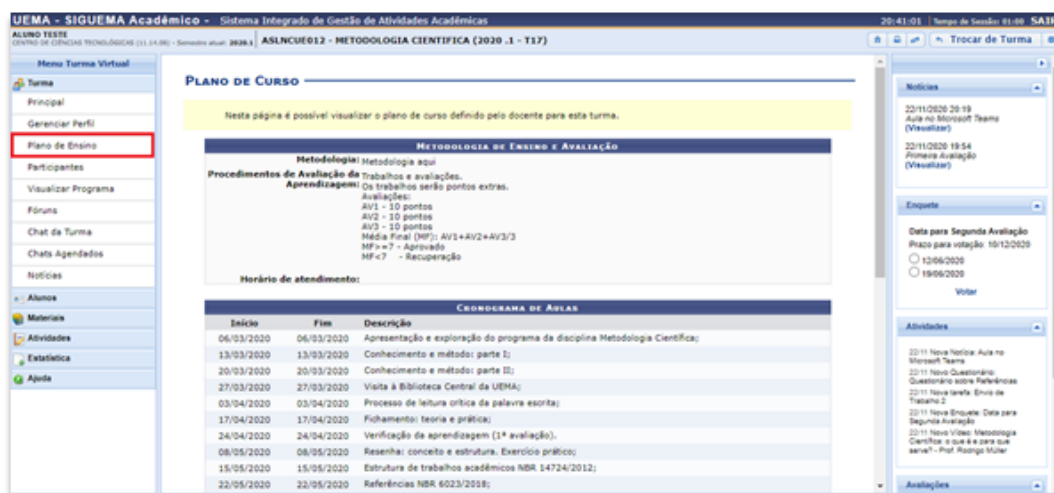 UEMA - SIGUEMA Acadêmico - Sistema Integrado de Gestão de Atividades Acadêmicas
20:41:01 Tempo de Sessão: 01:00 SAIR
ALUNO TESTE
CENTRO DE CIÊNCIAS TECNOLÓGICAS (11.14.06) - Semestre atual: 2020.1
ASLNCUE012 - METODOLOGIA CIENTIFICA (2020 .1 - T17)
Trocar de Turma
Menu Turma Virtual
Turma
Principal
Gerenciar Perfil
Plano de Ensino
Participantes
Visualizar Programa
Fóruns
Chat da Turma
Chats Agendados
Notícias
Alunos
Materiais
Atividades
Estatística
Ajuda
PLANO DE CURSO
Nesta página é possível visualizar o plano de curso definido pelo docente para esta turma.
METODOLOGIA DE ENSINO E AVALIAÇÃO
Metodologia: Metodologia aqui
Procedimentos de Avaliação da Aprendizagem: Trabalhos e avaliações.
Os trabalhos serão pontos extras.
Avaliações:
AV1 - 10 pontos
AV2 - 10 pontos
AV3 - 10 pontos
Média Final (MF): AV1+AV2+AV3/3
MF>=7 - Aprovado
MF<7 - Recuperação
Horário de atendimento:
CRONOGRAMA DE AULAS
Início Fim Descrição
06/03/2020 06/03/2020 Apresentação e exploração do programa da disciplina Metodologia Científica;
13/03/2020 13/03/2020 Conhecimento e método: parte I;
20/03/2020 20/03/2020 Conhecimento e método: parte II;
27/03/2020 27/03/2020 Visita à Biblioteca Central da UEMA;
03/04/2020 03/04/2020 Processo de leitura crítica da palavra escrita;
17/04/2020 17/04/2020 Fichamento: teoria e prática;
24/04/2020 24/04/2020 Verificação da aprendizagem (1ª avaliação).
08/05/2020 08/05/2020 Resenha: conceito e estrutura. Exercício prático;
15/05/2020 15/05/2020 Estrutura de trabalhos acadêmicos NBR 14724/2012;
22/05/2020 22/05/2020 Referências NBR 6023/2018;
Notícias
22/11/2020 20:19
Aula no Microsoft Teams
(Visualizar)
22/11/2020 19:54
Primeira Avaliação
(Visualizar)
Enquete
Data para Segunda Avaliação
Prazo para votação: 10/12/2020
12/06/2020
19/06/2020
Votar
Atividades
22/11 Nova Notícia: Aula no
Microsoft Teams
22/11 Novo Questionário:
Questionário sobre Referências
22/11 Nova tarefa: Envio de
Trabalho 2
22/11 Nova Enquete: Data para
Segunda Avaliação
22/11 Novo Vídeo: Metodologia
Científica: o que é e para que
serve? - Prof. Rodrigo Müller
Avaliações